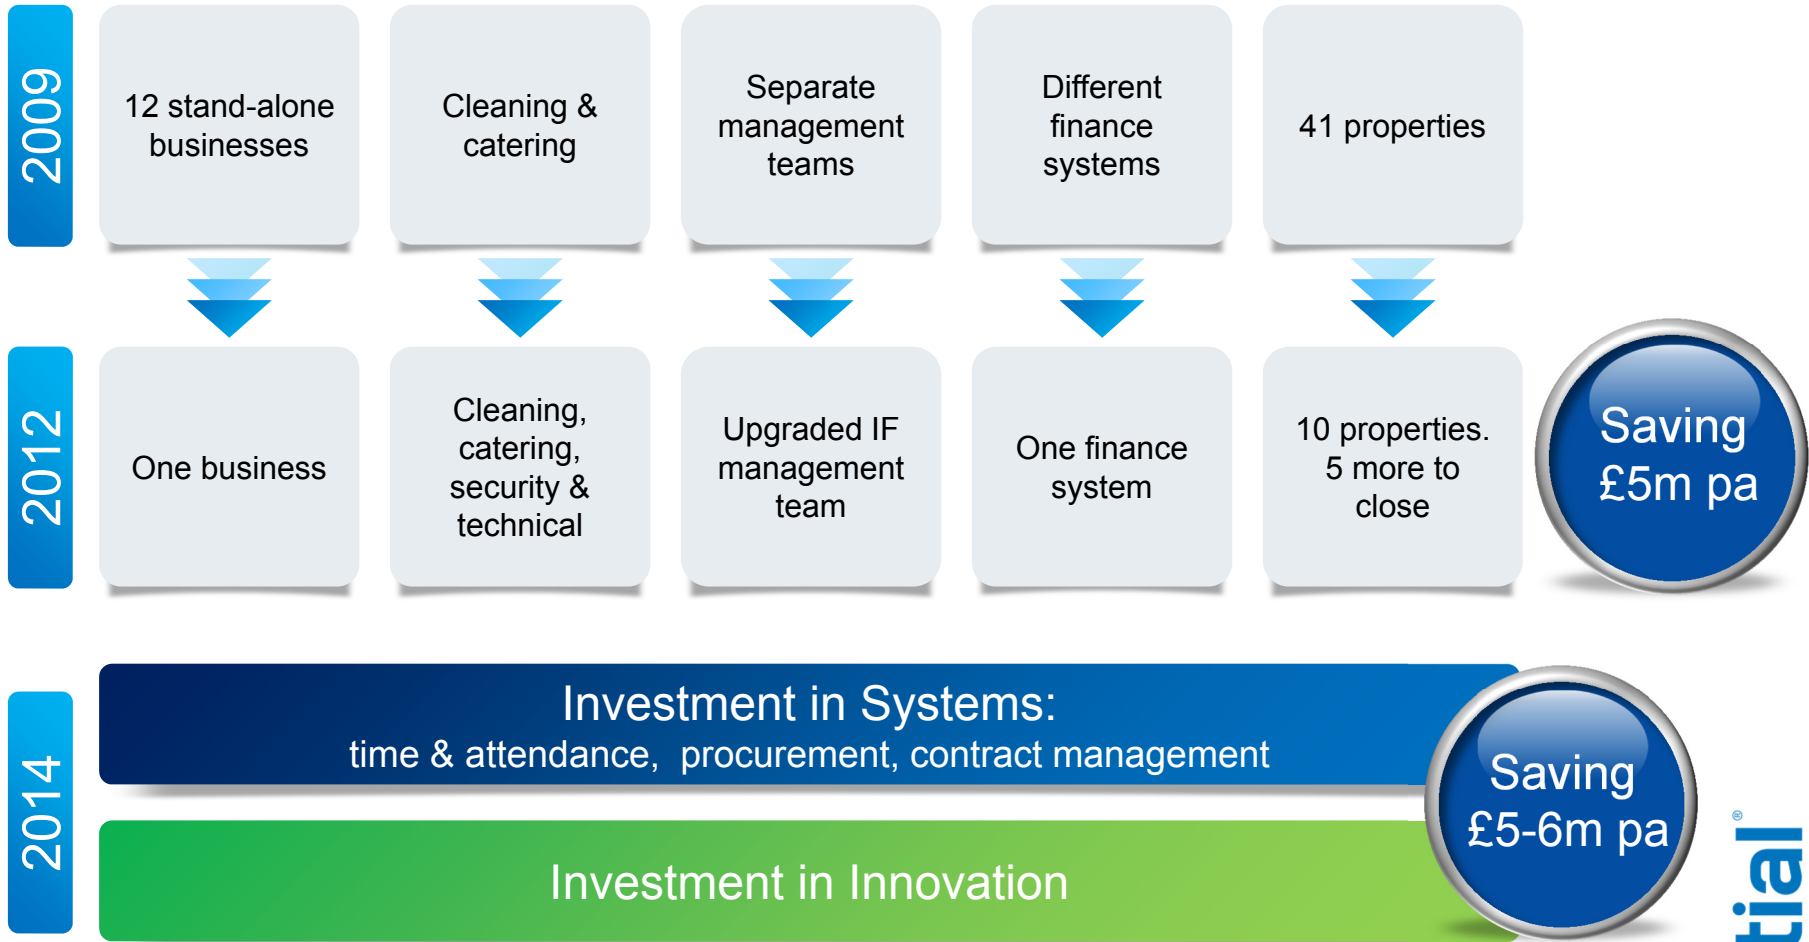 2009
12 stand-alone
businesses
Cleaning &
catering
Separate
management
teams
Different
finance
systems
41 properties
2012
One business
Cleaning,
catering,
security &
technical
Upgraded IF
management
team
One finance
system
10 properties.
5 more to
close
Saving
£5m pa
2014
Investment in Systems:
time & attendance, procurement, contract management
Saving
£5-6m pa
Investment in Innovation
tial®